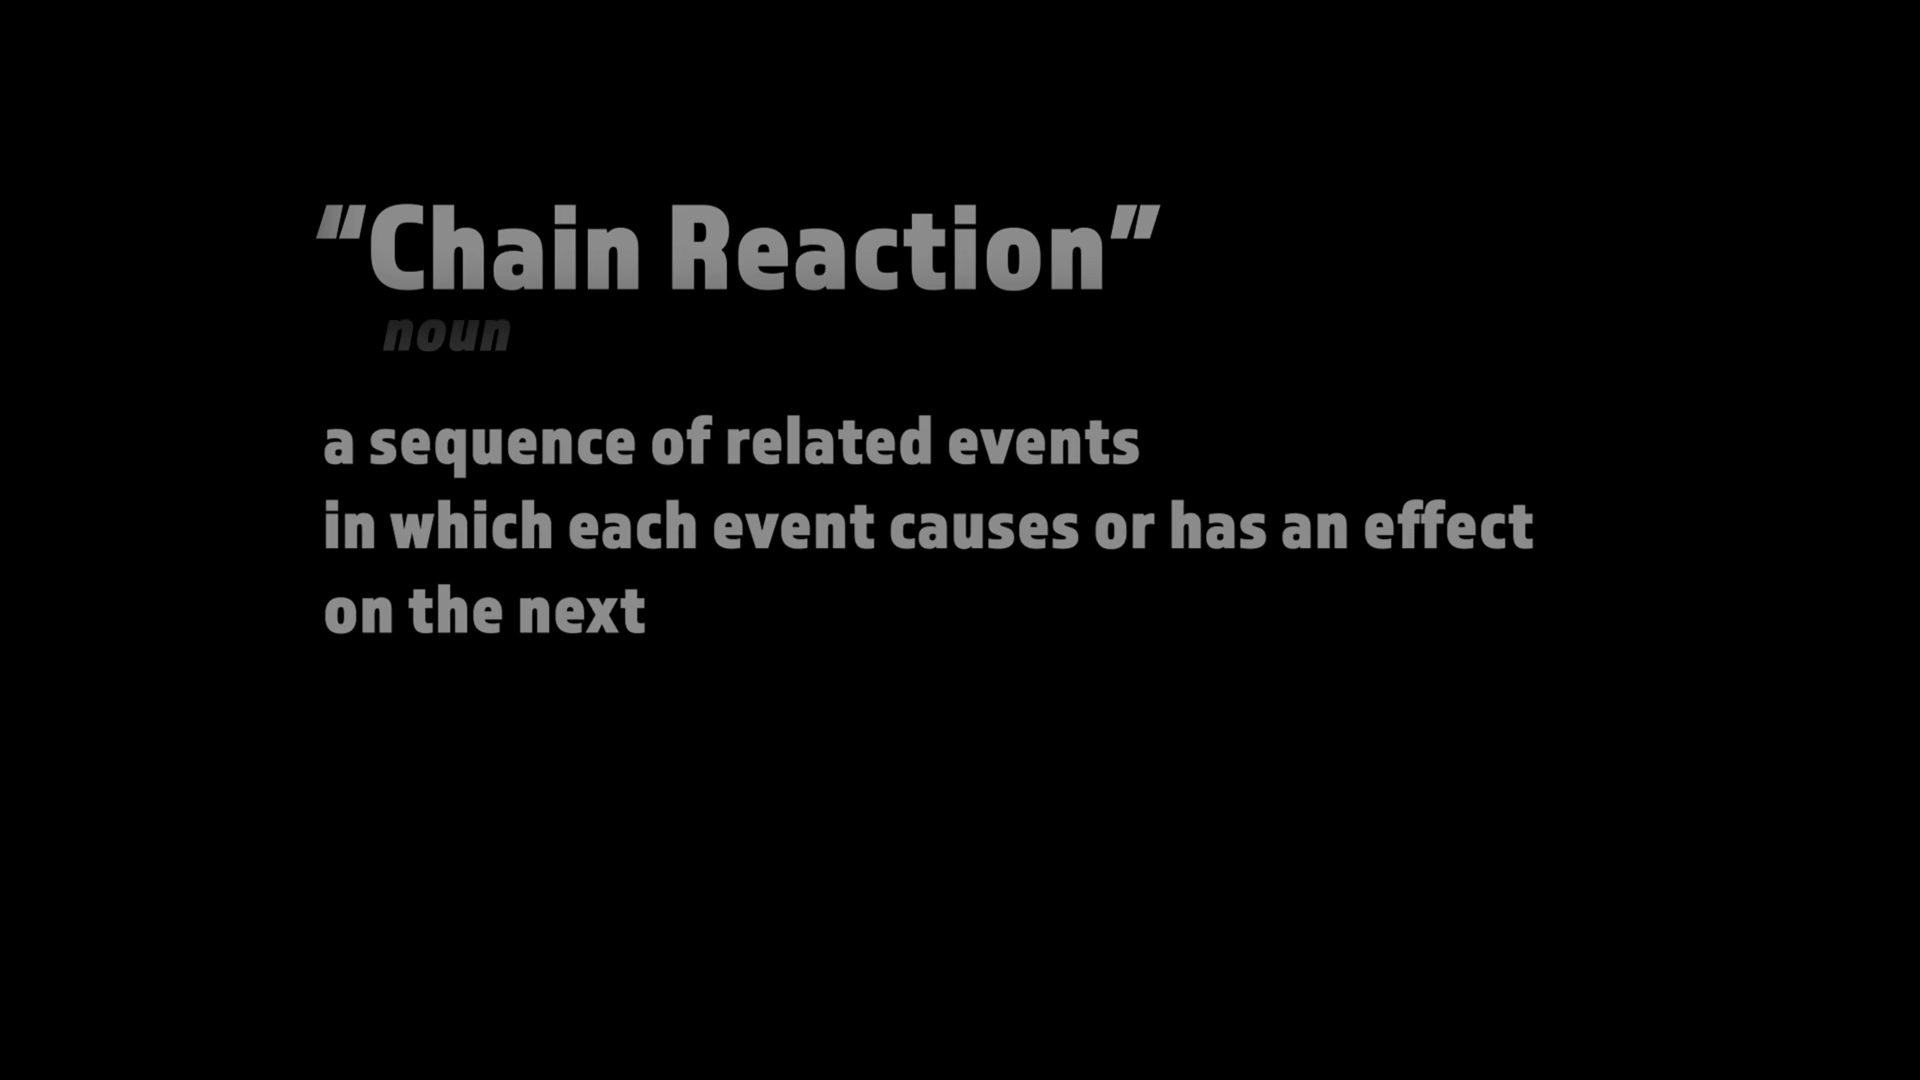 "Chain Reaction"
noun
a sequence of related events
in which each event causes or has an effect
on the next